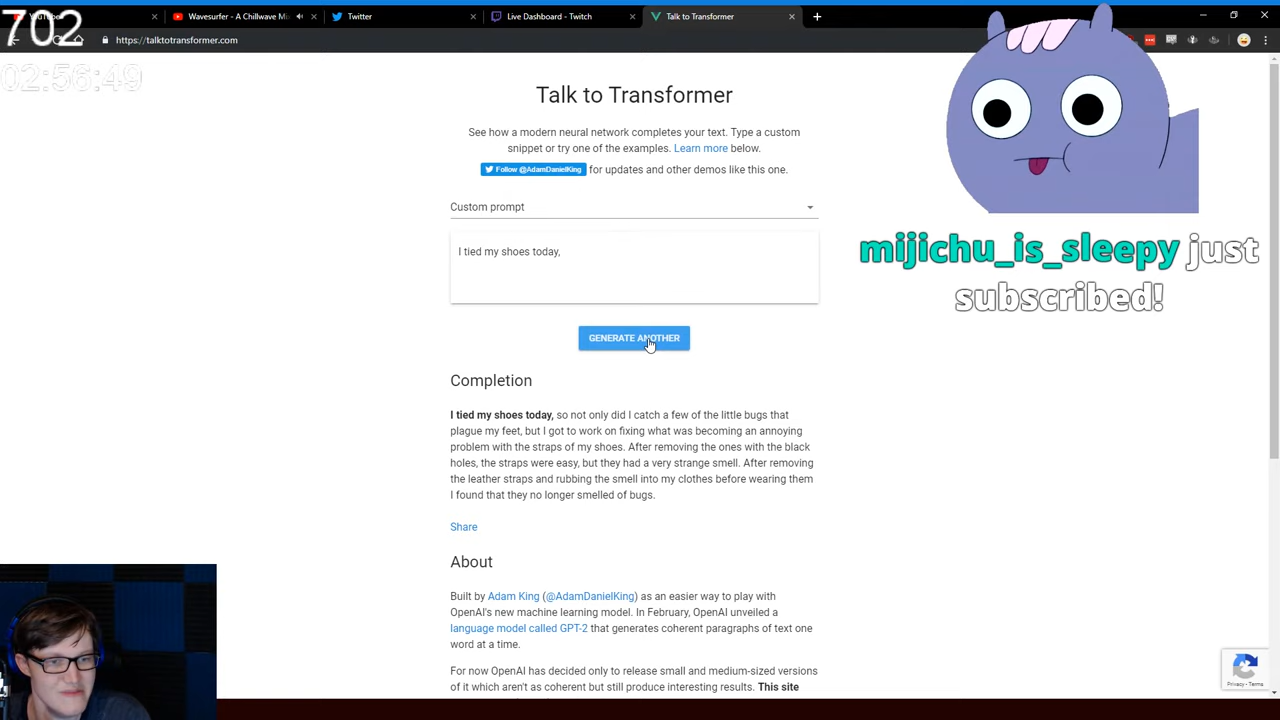 702
02:56:49
Wavesurfer - A Chillwave Mi
Twitter
Live Dashboard - Twitch
Talk to Transformer
https://talktotransformer.com
Talk to Transformer
See how a modern neural network completes your text. Type a custom
snippet or try one of the examples. Learn more below.
Follow @AdamDanielKing for updates and other demos like this one.
Custom prompt
I tied my shoes today,
GENERATE ANOTHER
Completion
I tied my shoes today, so not only did I catch a few of the little bugs that
plague my feet, but I got to work on fixing what was becoming an annoying
problem with the straps of my shoes. After removing the ones with the black
holes, the straps were easy, but they had a very strange smell. After removing
the leather straps and rubbing the smell into my clothes before wearing them
I found that they no longer smelled of bugs.
Share
About
Built by Adam King (@AdamDanielKing) as an easier way to play with
OpenAI's new machine learning model. In February, OpenAI unveiled a
language model called GPT-2 that generates coherent paragraphs of text one
word at a time.
For now OpenAI has decided only to release small and medium-sized versions
of it which aren't as coherent but still produce interesting results. This site
mijichu_is_sleepy just
subscribed!
Privacy - Terms